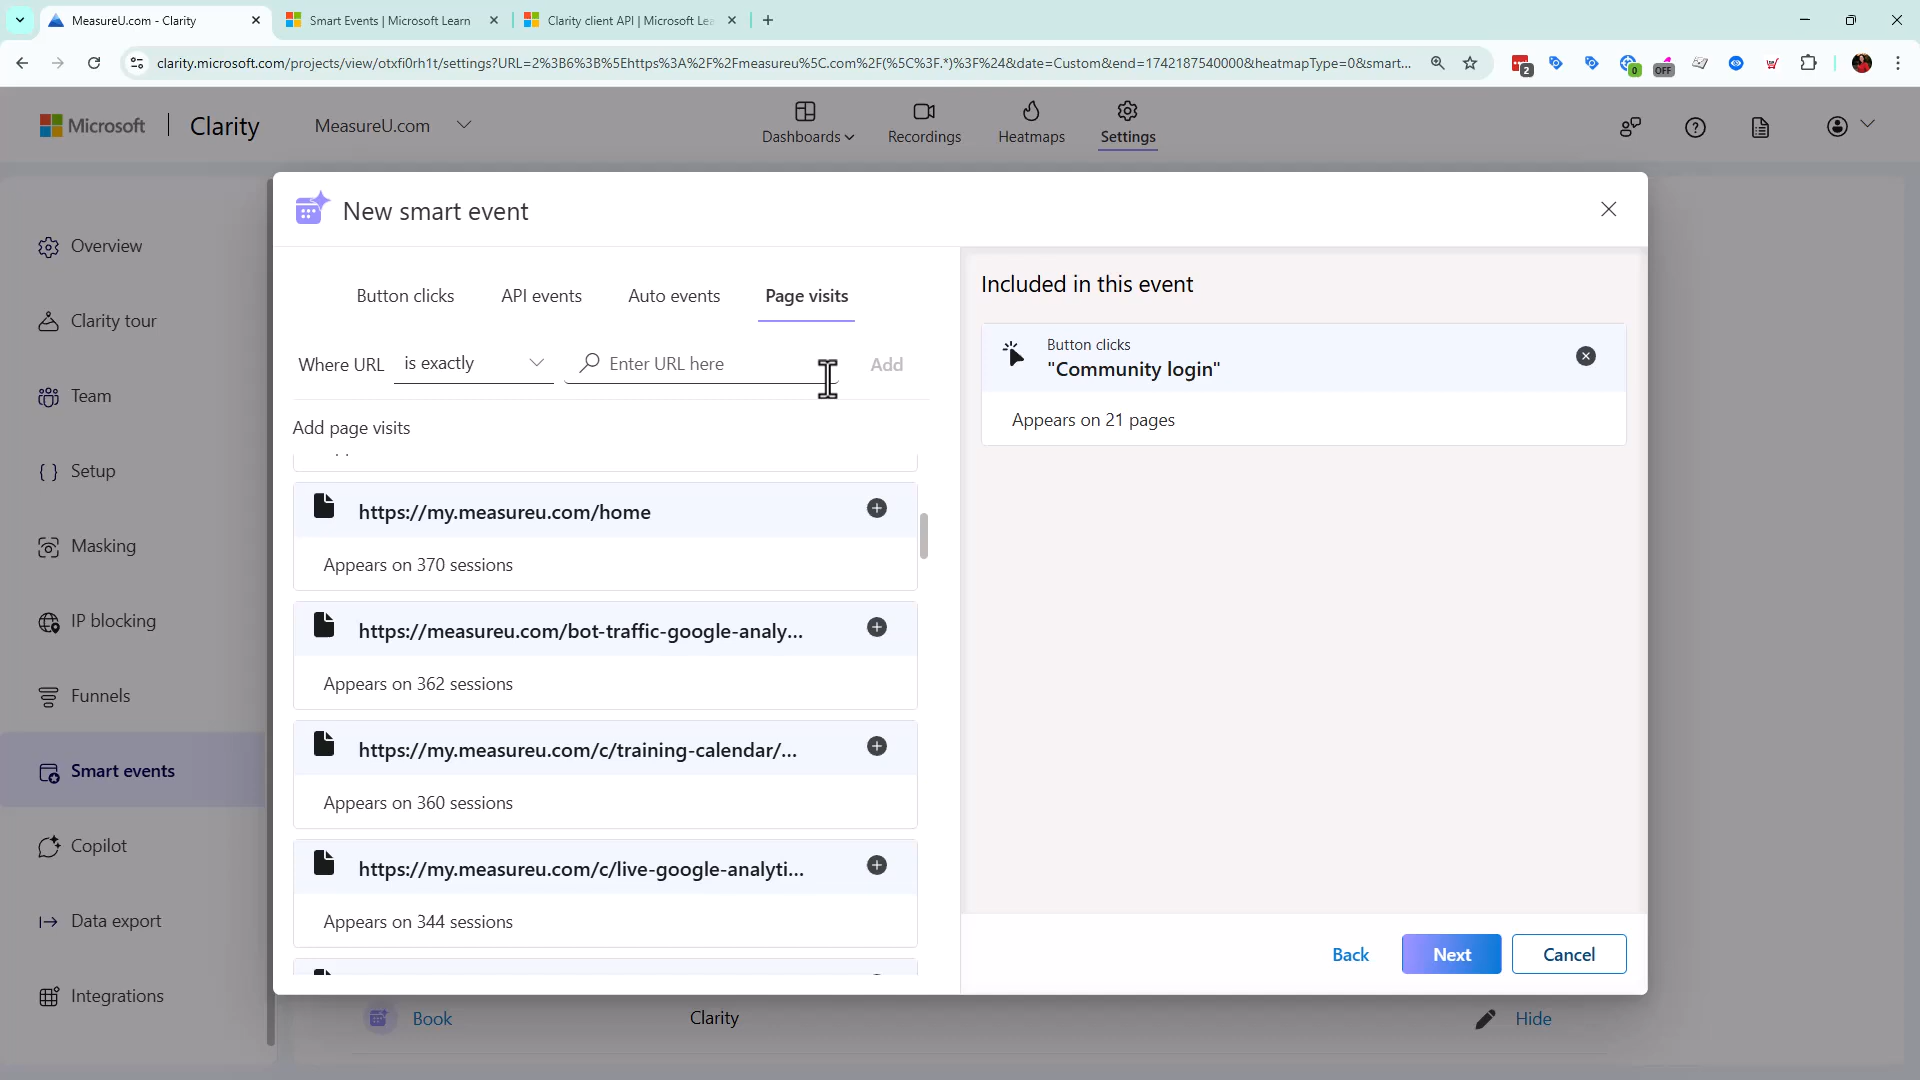 MeasureU.com - Clarity
Smart Events | Microsoft Learn
Clarity client API | Microsoft Lea
clarity.microsoft.com/projects/view/otxfi0rh1t/settings?URL=2%3B6%3B%5Ehttps%3A%2F%2Fmeasureu%5C.com%2F(%5C%3F.*)%3F%24&date=Custom&end=1742187540000&heatmapType=0&smart...
2
0
OFF
Microsoft | Clarity
MeasureU.com
Dashboards
Recordings
Heatmaps
Settings
Overview
Clarity tour
Team
Setup
Masking
IP blocking
Funnels
Smart events
Copilot
Data export
Integrations
New smart event
Button clicks
API events
Auto events
Page visits
Where URL
is exactly
Enter URL here
Add
Add page visits
https://my.measureu.com/home
Appears on 370 sessions
https://measureu.com/bot-traffic-google-analy...
Appears on 362 sessions
https://my.measureu.com/c/training-calendar/...
Appears on 360 sessions
https://my.measureu.com/c/live-google-analyti...
Appears on 344 sessions
Included in this event
Button clicks
"Community login"
Appears on 21 pages
Back
Next
Cancel
Book
Clarity
Hide